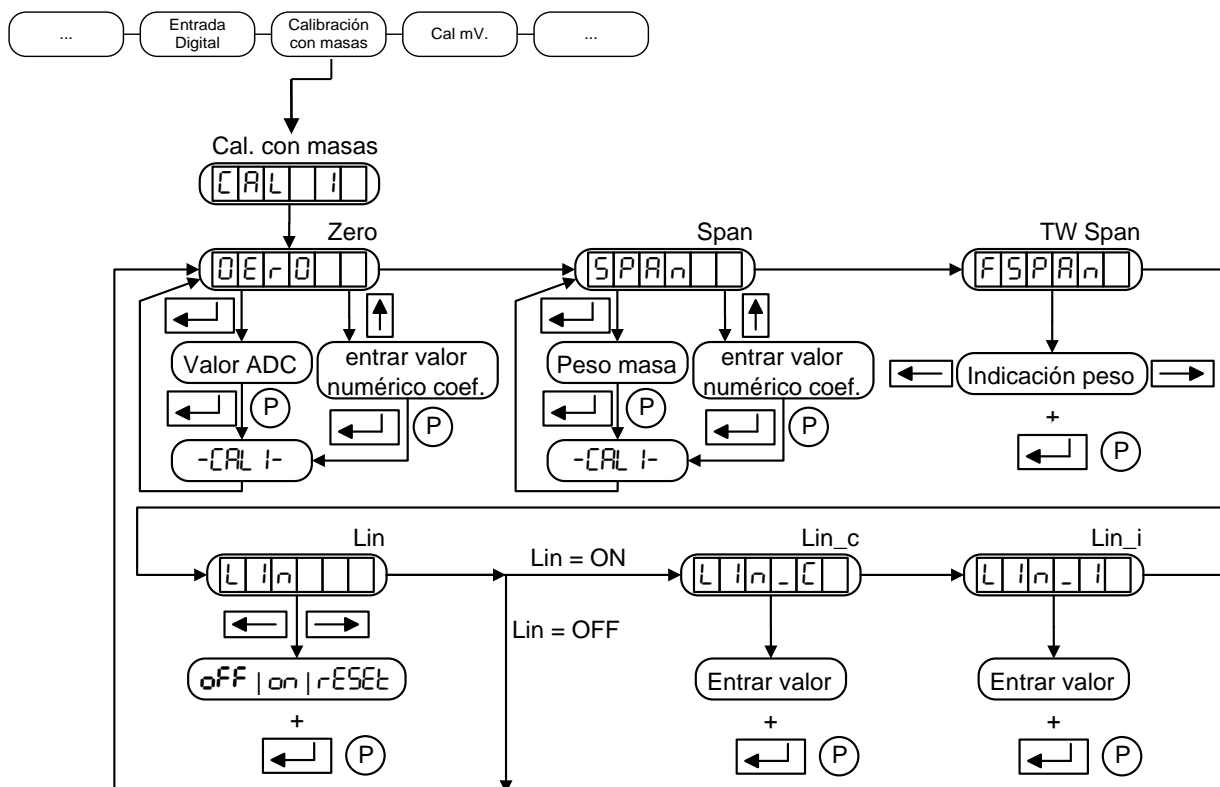 ...
Entrada
Digital
Calibración
con masas
Cal mV.
...
Cal. con masas
CAL 1
Zero
Span
TW Span
0Er0
SPAn
FSPAn
Valor ADC
entrar valor
numérico coef.
Peso masa
entrar valor
numérico coef.
Indicación peso
P
P
P
P
+
-CAL 1-
-CAL 1-
P
Lin
Lin = ON
Lin_c
Lin_i
LIn
LIn_C
LIn_I
Lin = OFF
oFF | on | rESEt
Entrar valor
Entrar valor
+
+
+
P
P
P